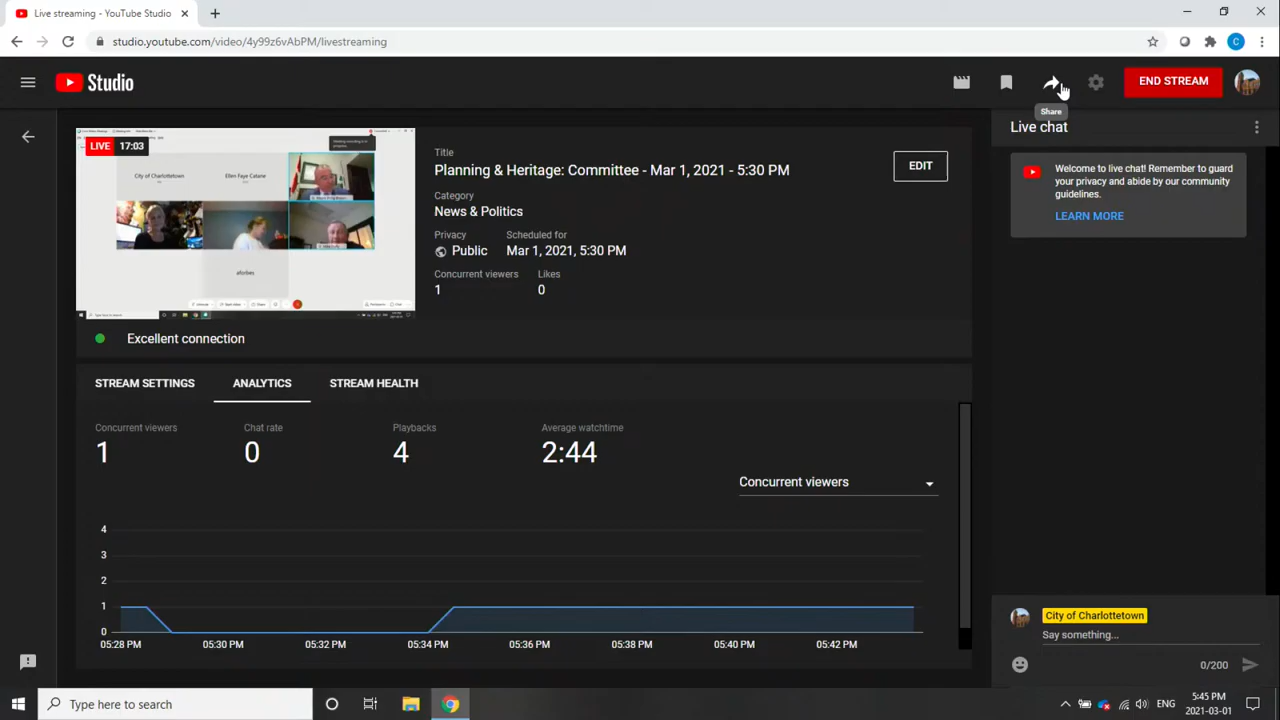 Live streaming - YouTube Studio
studio.youtube.com/video/4y99z6vAbPM/livestreaming
C
Studio
END STREAM
Share
LIVE 17:03
City of Charlottetown
Ellen Faye Catane
aforbes
Title
Planning & Heritage: Committee - Mar 1, 2021 - 5:30 PM
EDIT
Category
News & Politics
Privacy
Public
Scheduled for
Mar 1, 2021, 5:30 PM
Concurrent viewers
1
Likes
0
Excellent connection
STREAM SETTINGS
ANALYTICS
STREAM HEALTH
Concurrent viewers
1
Chat rate
0
Playbacks
4
Average watchtime
2:44
Concurrent viewers
4
3
2
1
0
05:28 PM 05:30 PM 05:32 PM 05:34 PM 05:36 PM 05:38 PM 05:40 PM 05:42 PM
Live chat
Welcome to live chat! Remember to guard
your privacy and abide by our community
guidelines.
LEARN MORE
City of Charlottetown
Say something...
0/200
Type here to search
ENG
5:45 PM
2021-03-01